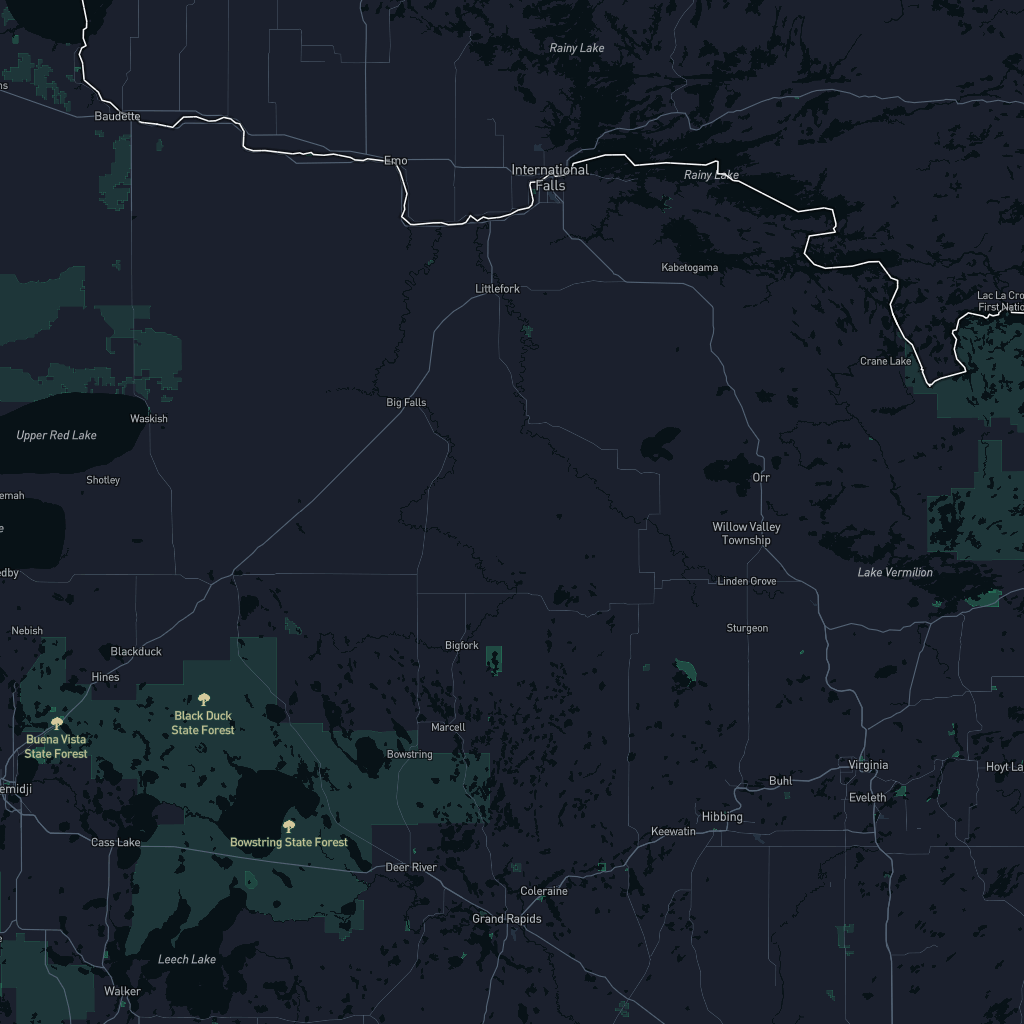 Rainy Lake
Baudette
Emo
International
Falls
Rainy Lake
Kabetogama
Littlefork
Lac La Cro
First Natio
Crane Lake
Big Falls
Waskish
Upper Red Lake
Shotley
Orr
Willow Valley
Township
Lake Vermilion
Linden Grove
Nebish
Sturgeon
Bigfork
Blackduck
Hines
Black Duck
State Forest
Marcell
Buena Vista
State Forest
Bowstring
Virginia
Hoyt La
Buhl
emidji
Eveleth
Hibbing
Keewatin
Bowstring State Forest
Cass Lake
Deer River
Coleraine
Grand Rapids
Leech Lake
Walker